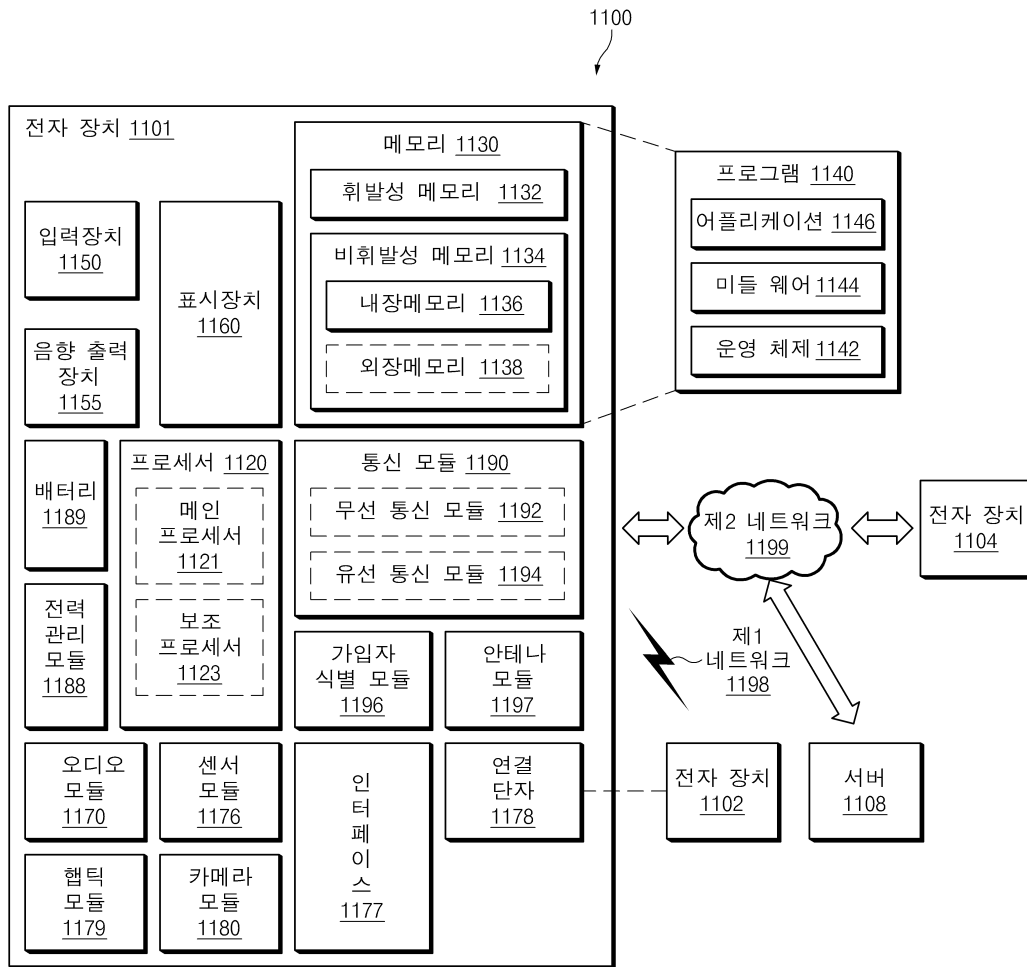 1100
전자 장치 1101
메모리 1130
휘발성 메모리 1132
비휘발성 메모리 1134
내장메모리 1136
외장메모리 1138
프로그램 1140
어플리케이션 1146
미들 웨어 1144
운영 체제 1142
입력장치
1150
표시장치
1160
음향 출력
장치
1155
배터리
1189
프로세서 1120
메인
프로세서
1121
보조
프로세서
1123
통신 모듈 1190
무선 통신 모듈 1192
유선 통신 모듈 1194
제2 네트워크
1199
전자 장치
1104
전력
관리
모듈
1188
가입자
식별 모듈
1196
안테나
모듈
1197
제1
네트워크
1198
오디오
모듈
1170
센서
모듈
1176
인
터
페
이
스
1177
연결
단자
1178
전자 장치
1102
서버
1108
햅틱
모듈
1179
카메라
모듈
1180